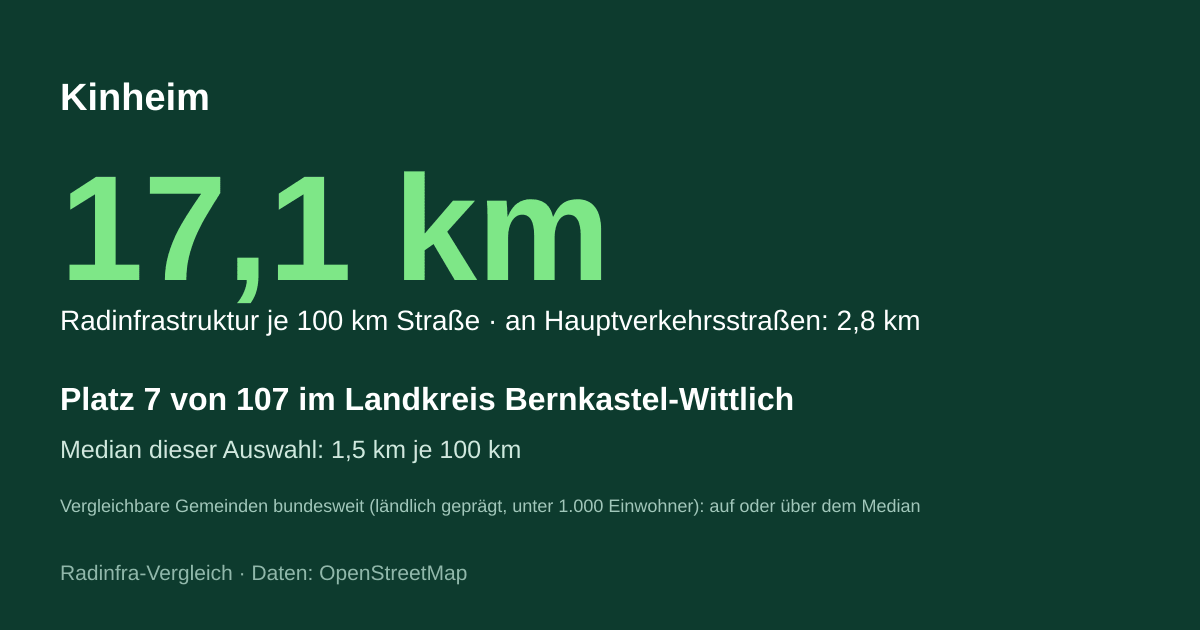 Kinheim
17,1 km
Radinfrastruktur je 100 km Straße · an Hauptverkehrsstraßen: 2,8 km
Platz 7 von 107 im Landkreis Bernkastel-Wittlich
Median dieser Auswahl: 1,5 km je 100 km
Vergleichbare Gemeinden bundesweit (ländlich geprägt, unter 1.000 Einwohner): auf oder über dem Median
Radinfra-Vergleich · Daten: OpenStreetMap